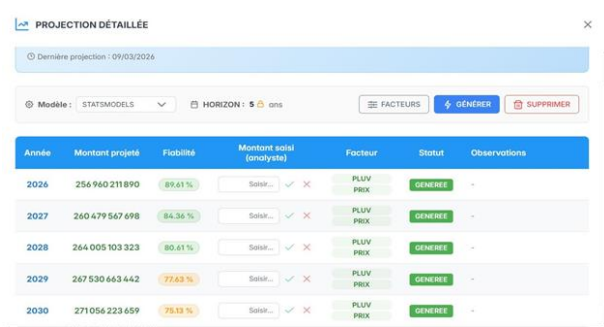 PROJECTION DÉTAILLÉE
Dernière projection : 09/03/2026
Modèle : STATSMODELS HORIZON : 5 ans FACTEURS GÉNÉRER SUPPRIMER
Année Montant projeté Fiabilité Montant saisi (analyste) Facteur Statut Observations
2026 256 960 211 890 89.61 % Saisir... PLUV PRIX GENEREE -
2027 260 479 567 698 84.36 % Saisir... PLUV PRIX GENEREE -
2028 264 005 103 323 80.61 % Saisir... PLUV PRIX GENEREE -
2029 267 530 663 442 77.63 % Saisir... PLUV PRIX GENEREE -
2030 271 056 223 659 75.13 % Saisir... PLUV PRIX GENEREE -